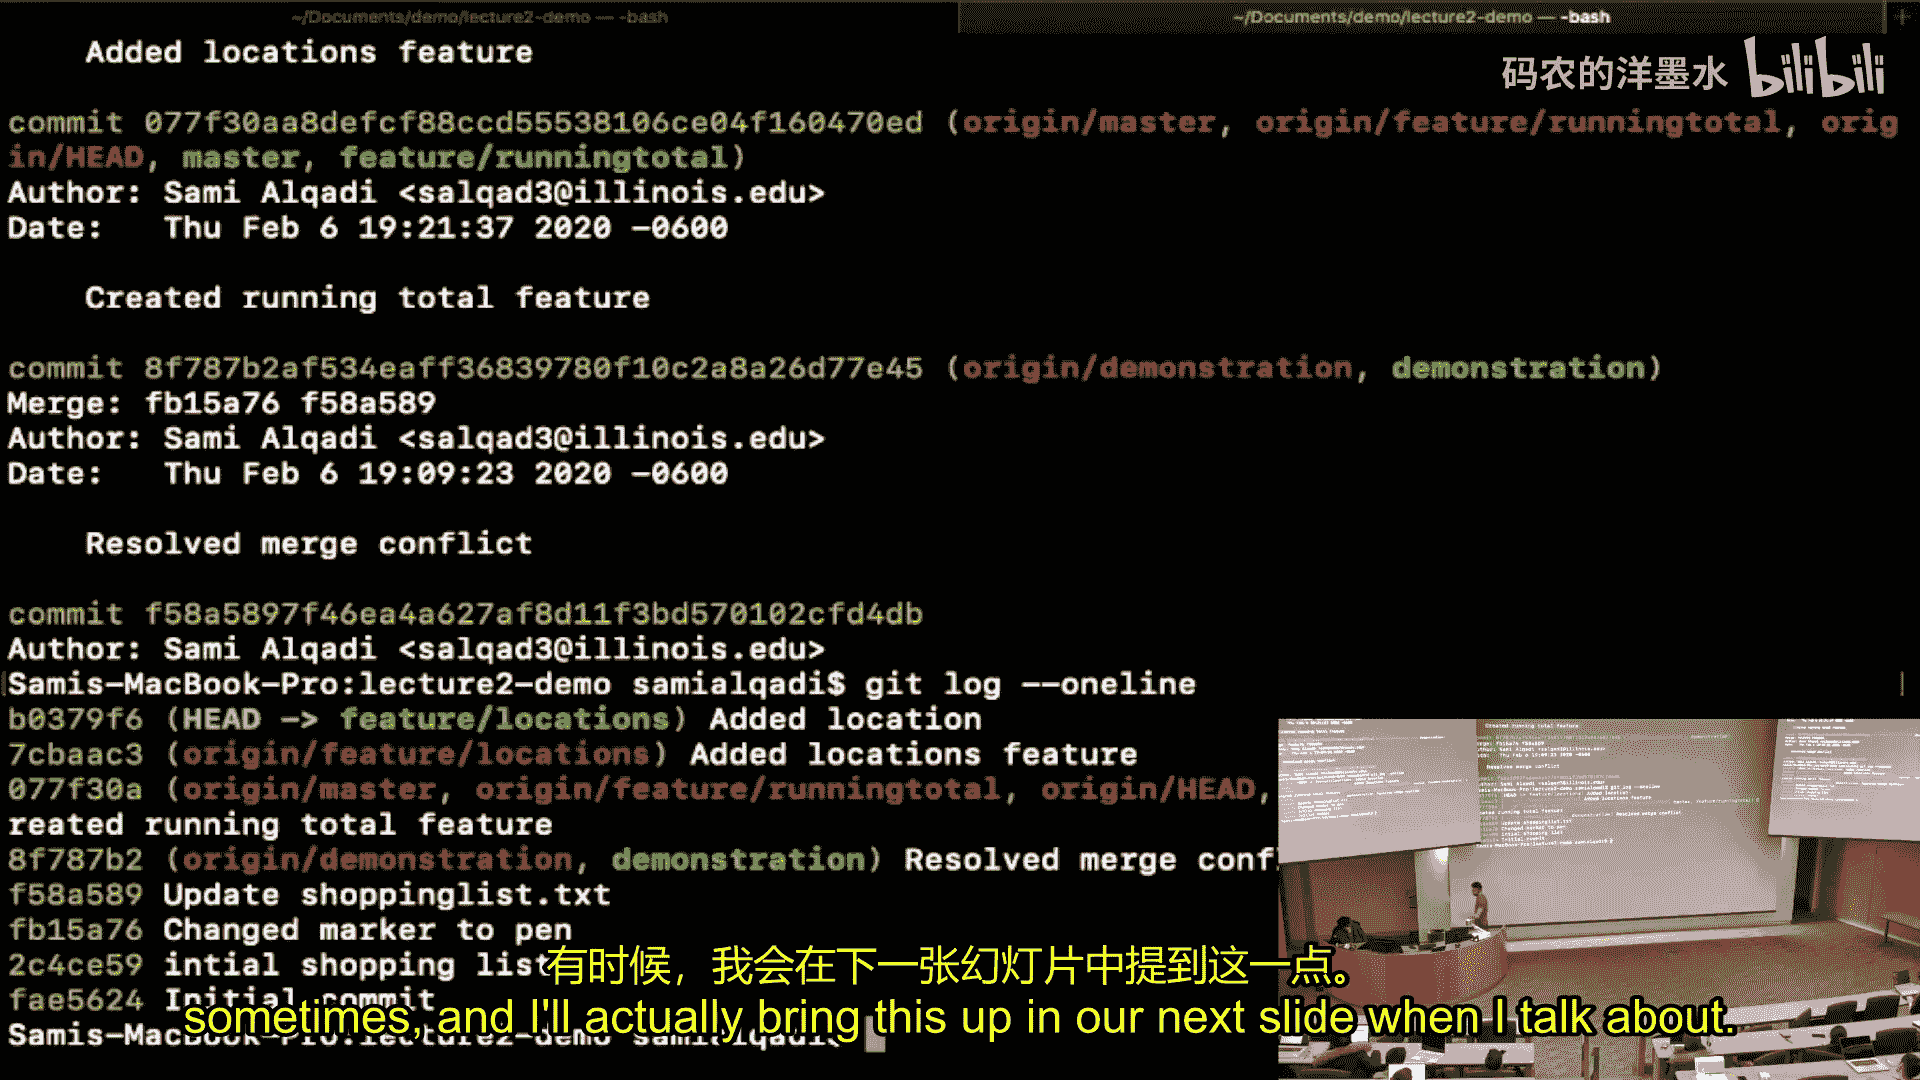 ~/Documents/demo/lecture2-demo — -bash
~/Documents/demo/lecture2-demo — -bash
Added locations feature
码农的洋墨水 bilibili
commit 077f30aa8defcf88ccd55538106ce04f160470ed (origin/master, origin/feature/runningtotal, orig
in/HEAD, master, feature/runningtotal)
Author: Sami Alqadi <salqad3@illinois.edu>
Date: Thu Feb 6 19:21:37 2020 -0600
Created running total feature
commit 8f787b2af534eaff36839780f10c2a8a26d77e45 (origin/demonstration, demonstration)
Merge: fb15a76 f58a589
Author: Sami Alqadi <salqad3@illinois.edu>
Date: Thu Feb 6 19:09:23 2020 -0600
Resolved merge conflict
commit f58a5897f46ea4a627af8d11f3bd570102cfd4db
Author: Sami Alqadi <salqad3@illinois.edu>
Samis-MacBook-Pro:lecture2-demo samialqadi$ git log --oneline
b0379f6 (HEAD -> feature/locations) Added location
7cbaac3 (origin/feature/locations) Added locations feature
077f30a (origin/master, origin/feature/runningtotal, origin/HEAD,
reated running total feature
8f787b2 (origin/demonstration, demonstration) Resolved merge conf
f58a589 Update shoppinglist.txt
fb15a76 Changed marker to pen
2c4ce59 intial shopping list
fae5624 Initial commit
Samis-MacBook-Pro:lecture2-demo samialqadi$
有时候，我会在下一张幻灯片中提到这一点。
sometimes, and I'll actually bring this up in our next slide when I talk about.